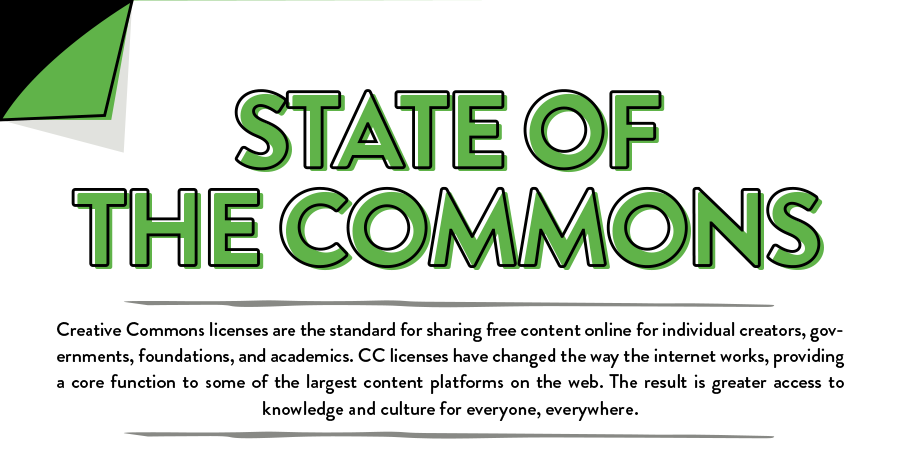 STATE OF
THE COMMONS
Creative Commons licenses are the standard for sharing free content online for individual creators, gov-
ernments, foundations, and academics. CC licenses have changed the way the internet works, providing
a core function to some of the largest content platforms on the web. The result is greater access to
knowledge and culture for everyone, everywhere.